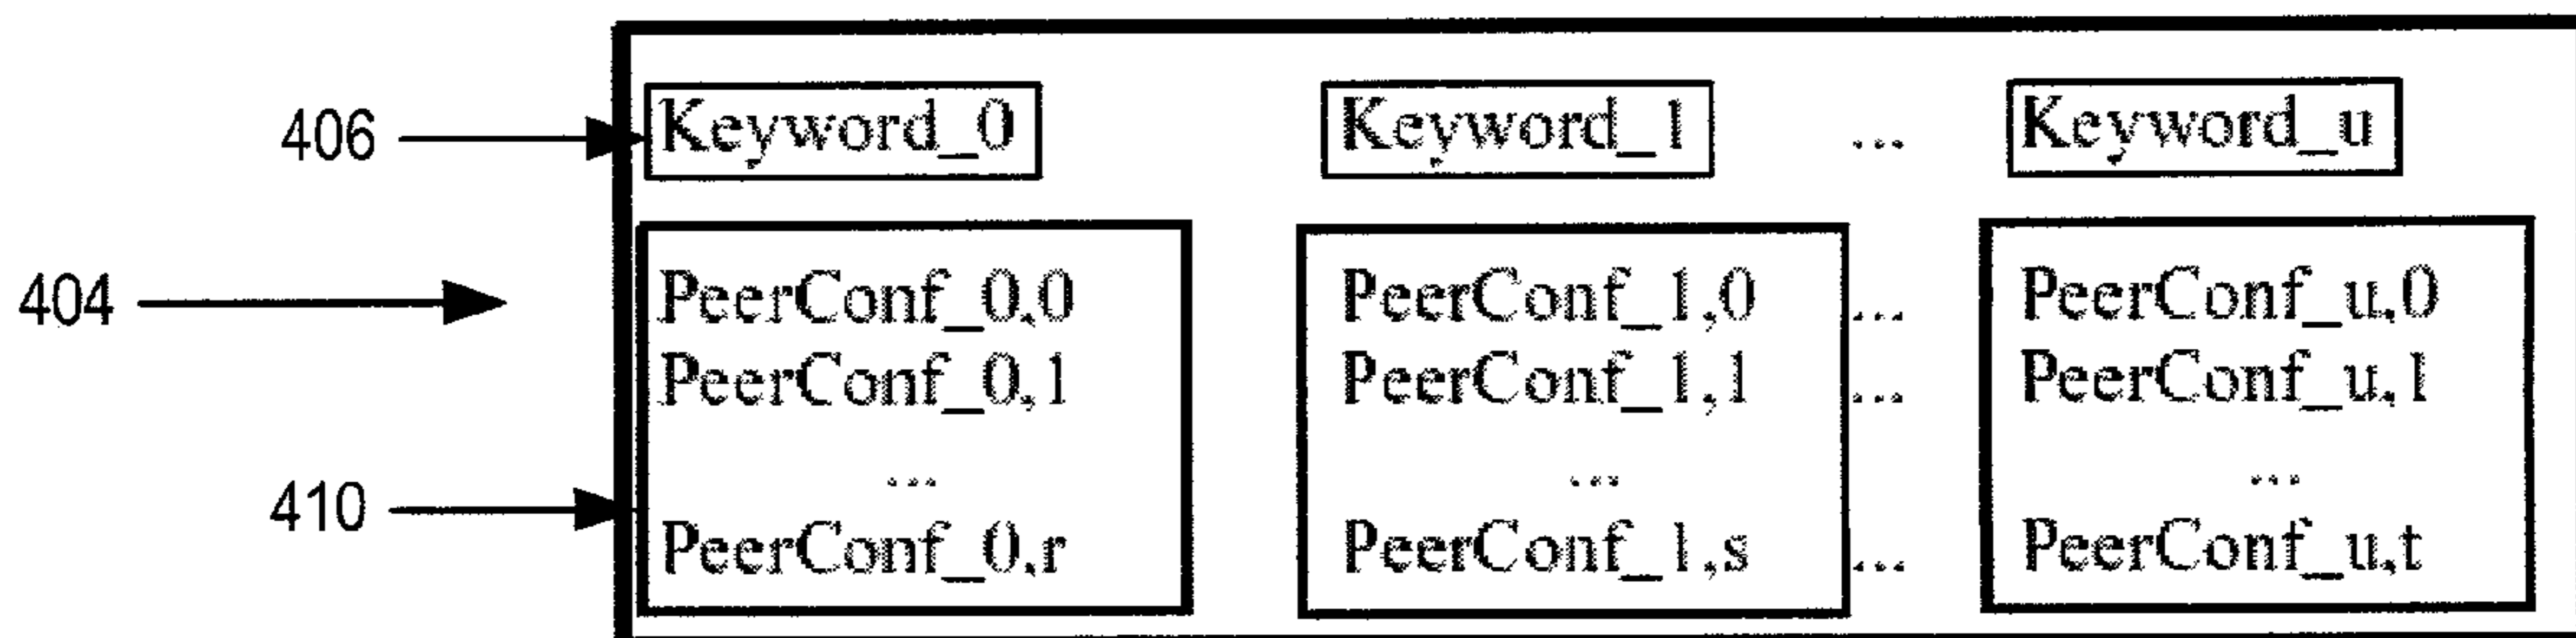 406 Keyword_0 Keyword_1 ... Keyword_u
404 PeerConf_0,0 PeerConf_1,0 ... PeerConf_u,0
PeerConf_0,1 PeerConf_1,1 ... PeerConf_u,1
... ... ...
410
PeerConf_0,r PeerConf_1,s ... PeerConf_u,t